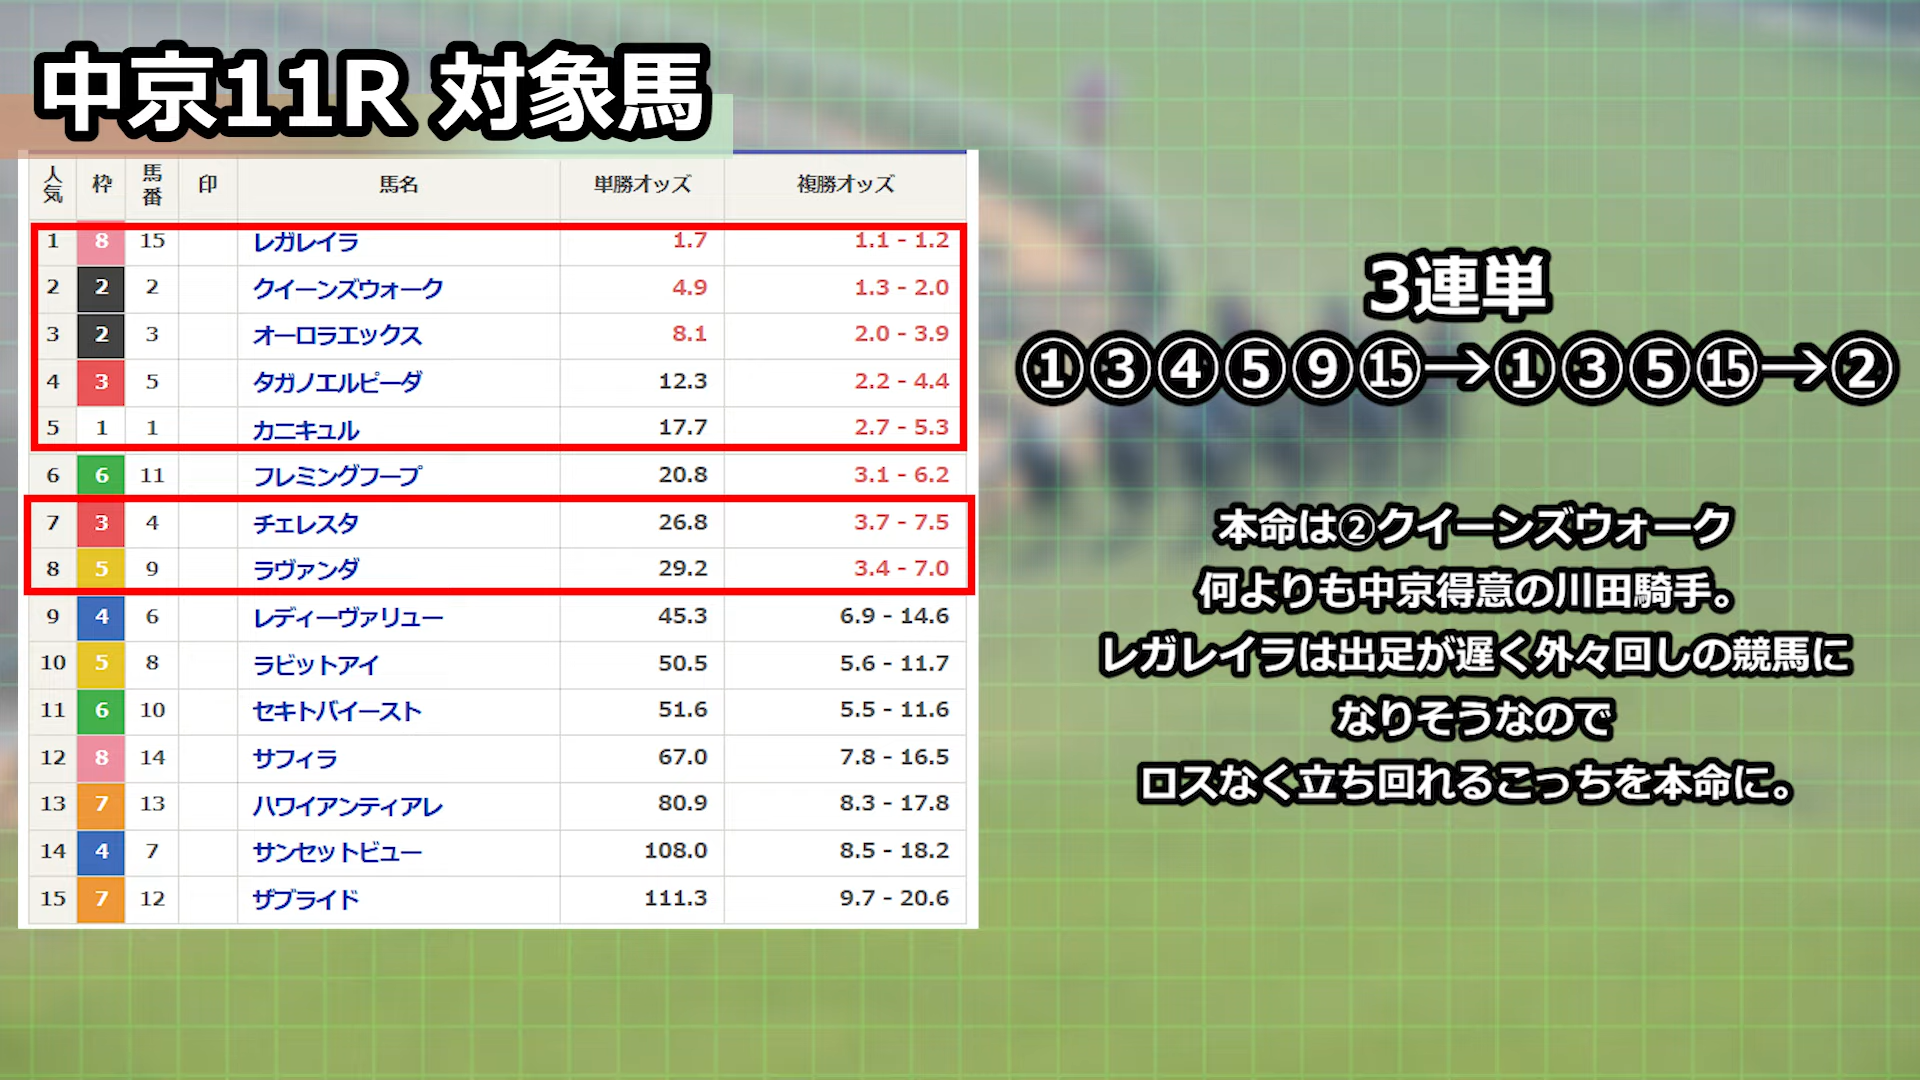 中京11R 対象馬
人気 枠 馬番 印 馬名 単勝オッズ 複勝オッズ
1 8 15 レガレイラ 1.7 1.1 - 1.2
2 2 2 クイーンズウォーク 4.9 1.3 - 2.0
3 2 3 オーロラエックス 8.1 2.0 - 3.9
4 3 5 タガノエルピーダ 12.3 2.2 - 4.4
5 1 1 カニキュル 17.7 2.7 - 5.3
6 6 11 フレミングフープ 20.8 3.1 - 6.2
7 3 4 チェレスタ 26.8 3.7 - 7.5
8 5 9 ラヴァンダ 29.2 3.4 - 7.0
9 4 6 レディーヴァリュー 45.3 6.9 - 14.6
10 5 8 ラビットアイ 50.5 5.6 - 11.7
11 6 10 セキトバイースト 51.6 5.5 - 11.6
12 8 14 サフィラ 67.0 7.8 - 16.5
13 7 13 ハワイアンティアレ 80.9 8.3 - 17.8
14 4 7 サンセットビュー 108.0 8.5 - 18.2
15 7 12 ザブライド 111.3 9.7 - 20.6
3連単
①③④⑤⑨⑮→①③⑤⑮→②
本命は②クイーンズウォーク
何よりも中京得意の川田騎手。
レガレイラは出足が遅く外々回しの競馬に
なりそうなので
ロスなく立ち回れるこっちを本命に。